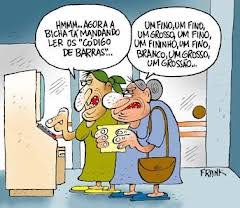 HMMM.. AGORA A
BICHA TÁ MANDANDO
LER OS "CÓDIGO
DE BARRAS"...
UM FINO, UM FINO,
UM GROSSO, UM FINO,
UM FININHO, UM FINO,
BRANCO, UM GROSSO,
UM GROSSÃO...
FRANK